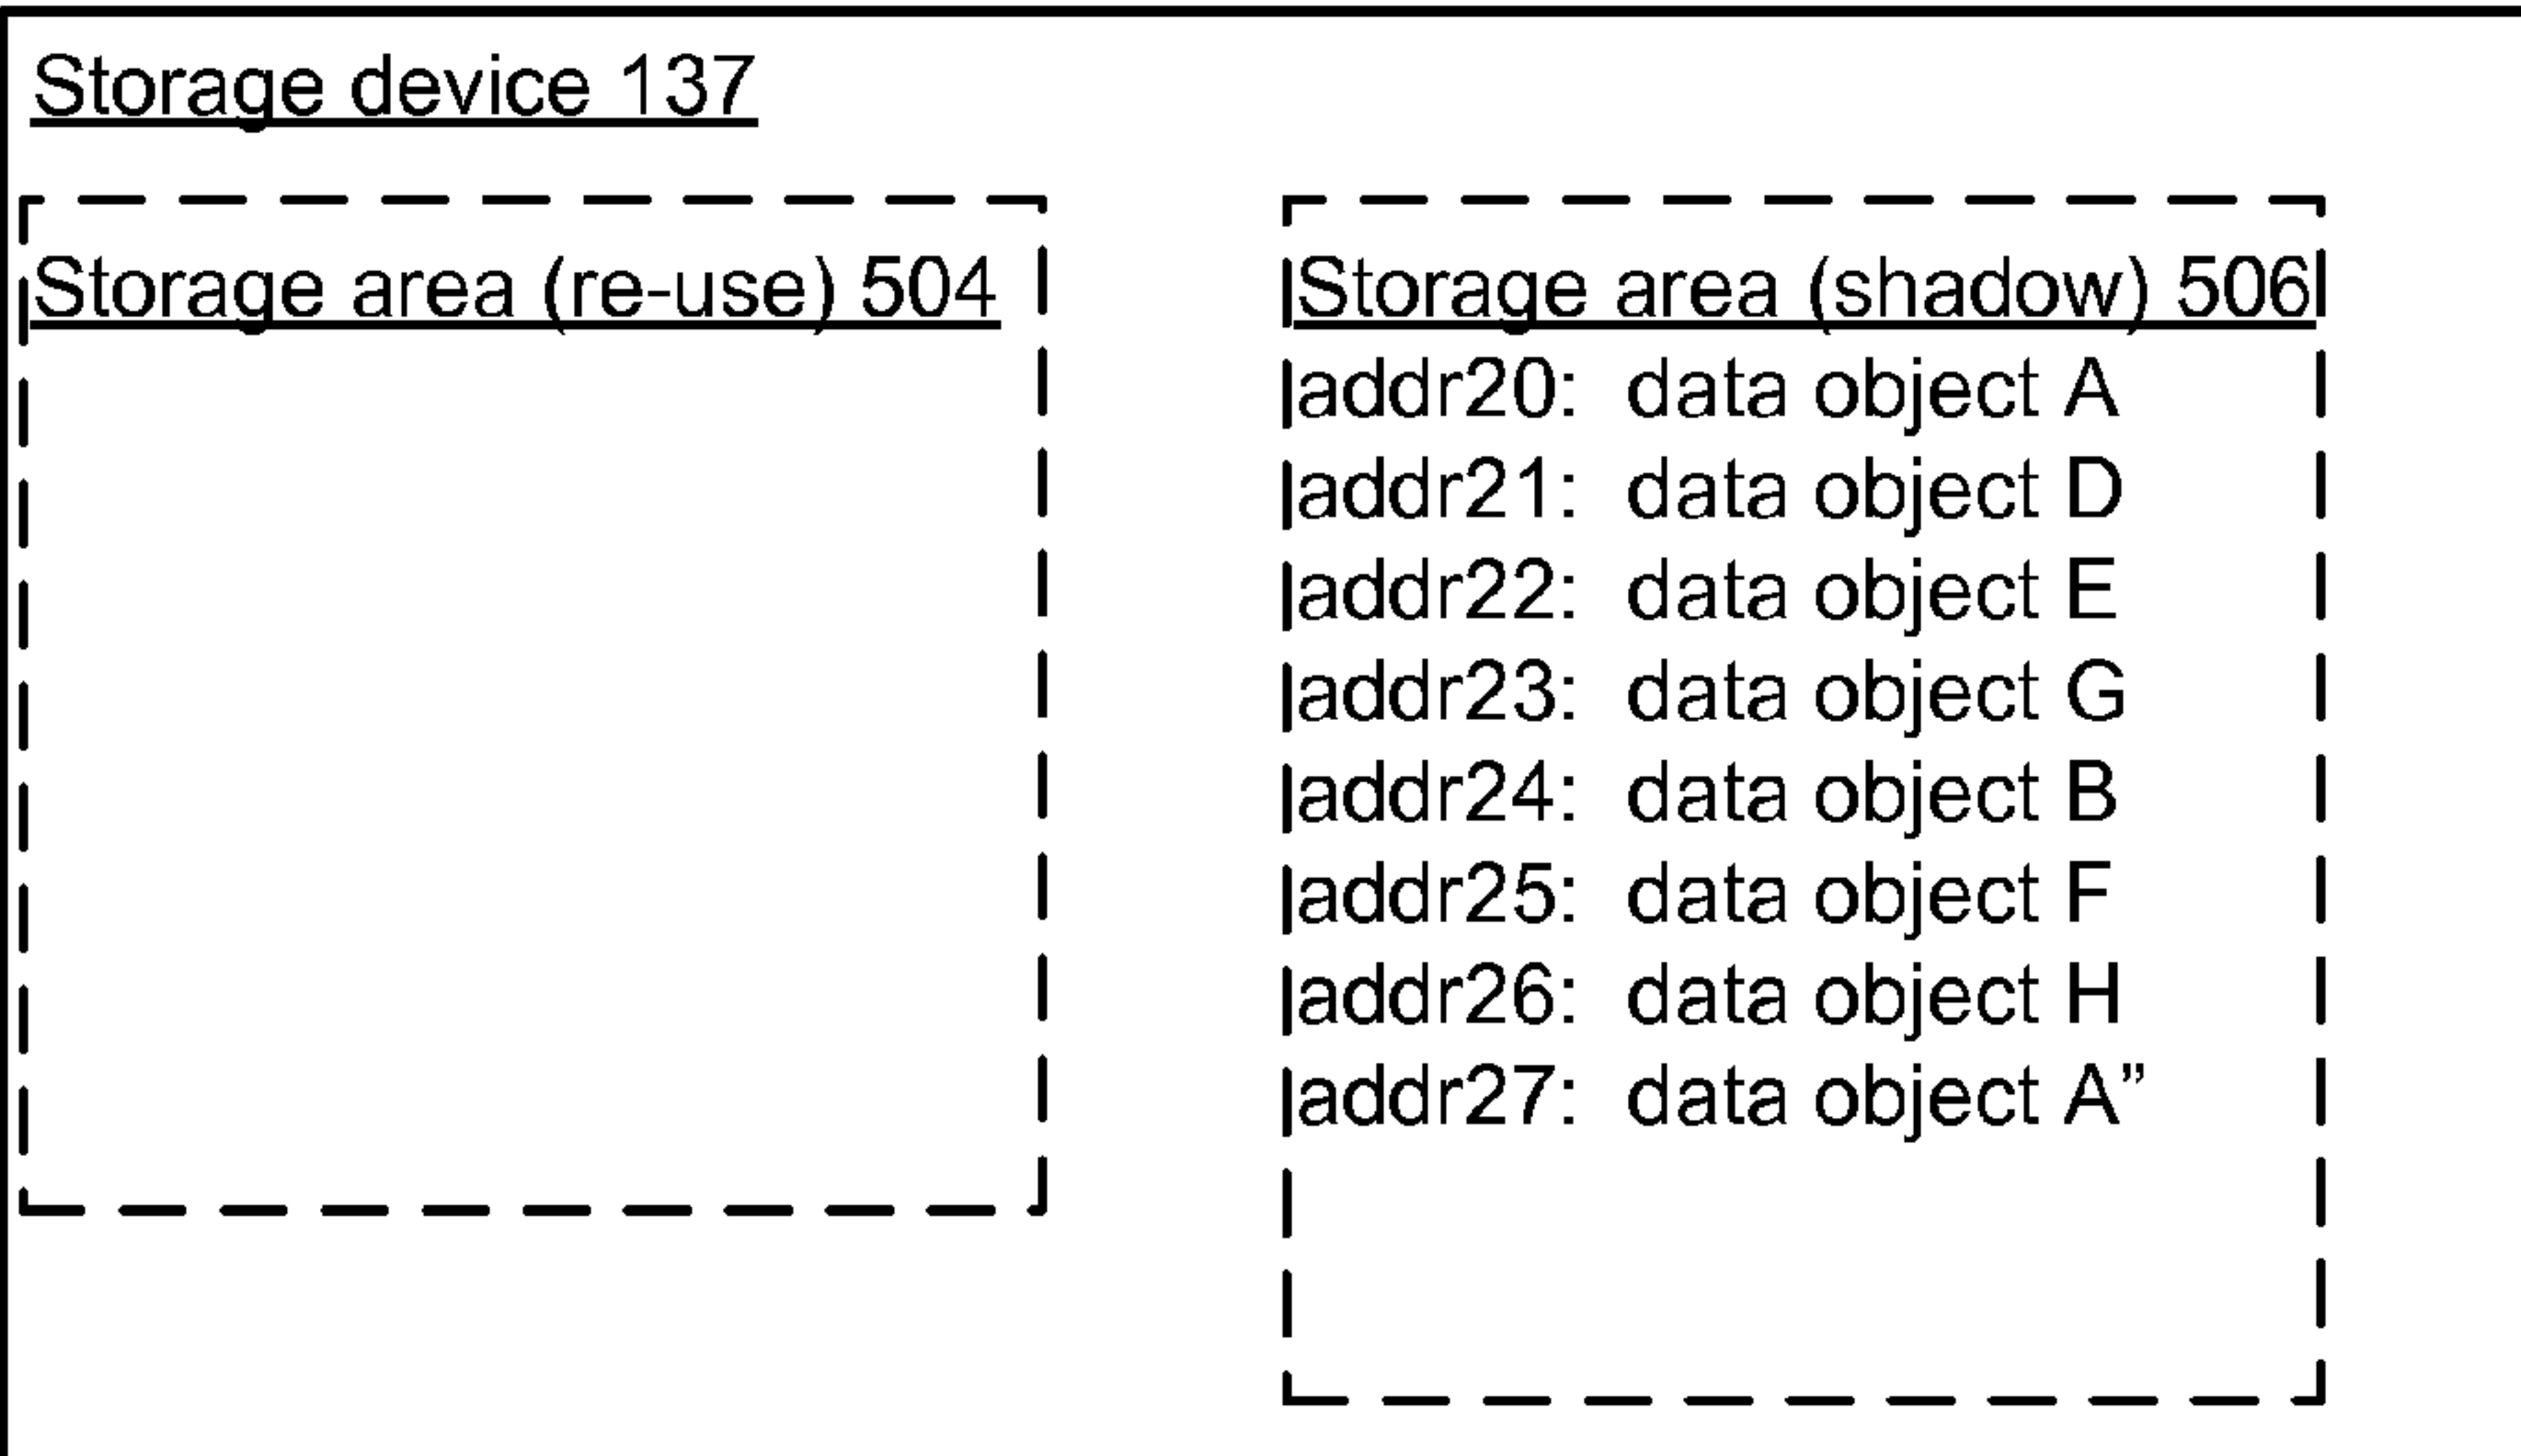 Storage device 137
Storage area (re-use) 504
Storage area (shadow) 506
addr20: data object A
addr21: data object D
addr22: data object E
addr23: data object G
addr24: data object B
addr25: data object F
addr26: data object H
addr27: data object A”